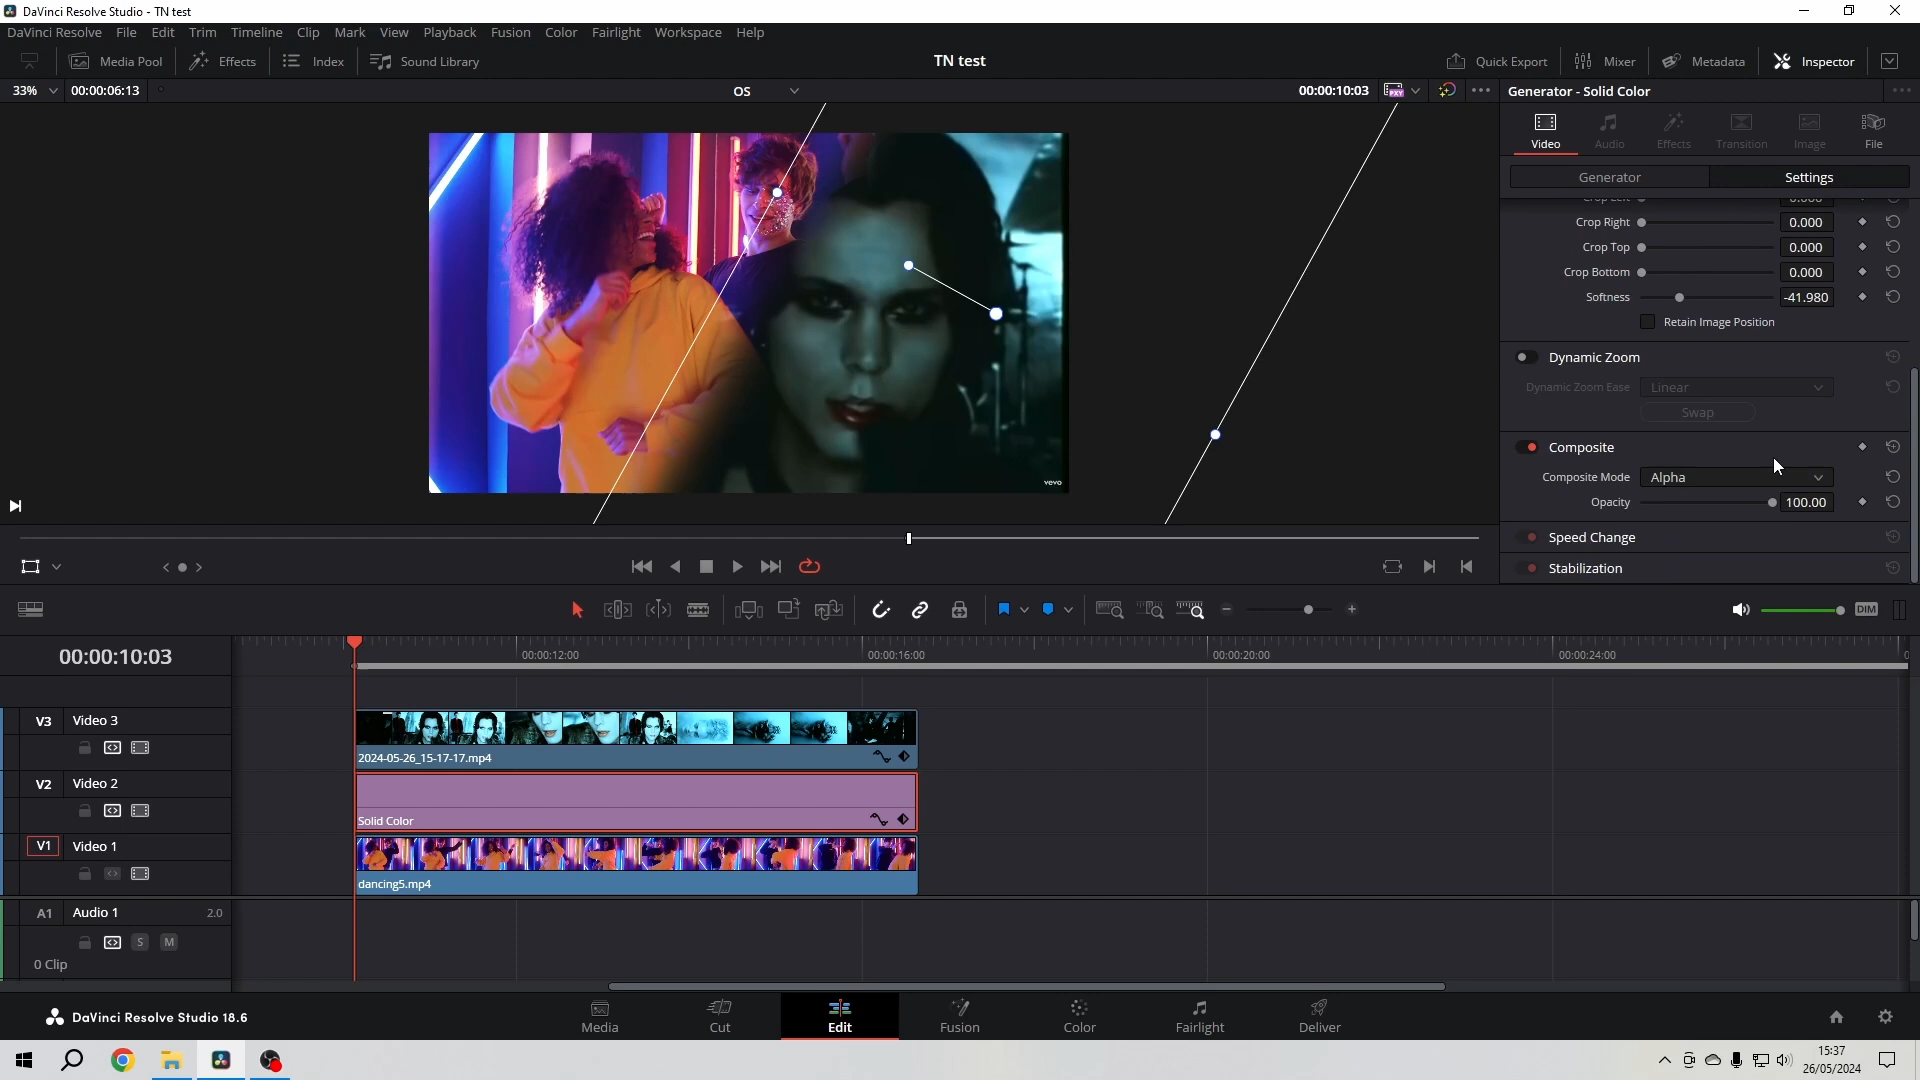 DaVinci Resolve Studio - TN test
DaVinci Resolve File Edit Trim Timeline Clip Mark View Playback Fusion Color Fairlight Workspace Help
Media Pool Effects Index Sound Library TN test Quick Export Mixer Metadata Inspector
33% 00:00:06:13 OS 00:00:10:03 PXY Generator - Solid Color
Video Audio Effects Transition Image File
Generator Settings
Crop Left 0.000
Crop Right 0.000
Crop Top 0.000
Crop Bottom 0.000
Softness -41.980
Retain Image Position
Dynamic Zoom
Dynamic Zoom Ease Linear
Swap
Composite
Composite Mode Alpha
vevo
Opacity 100.00
Speed Change
Stabilization
DIM
00:00:10:03
00:00:12:00 00:00:16:00 00:00:20:00 00:00:24:00
V3 Video 3
2024-05-26_15-17-17.mp4
V2 Video 2
Solid Color
V1 Video 1
dancing5.mp4
A1 Audio 1 2.0
S M
0 Clip
DaVinci Resolve Studio 18.6
Media Cut Edit Fusion Color Fairlight Deliver
15:37
26/05/2024